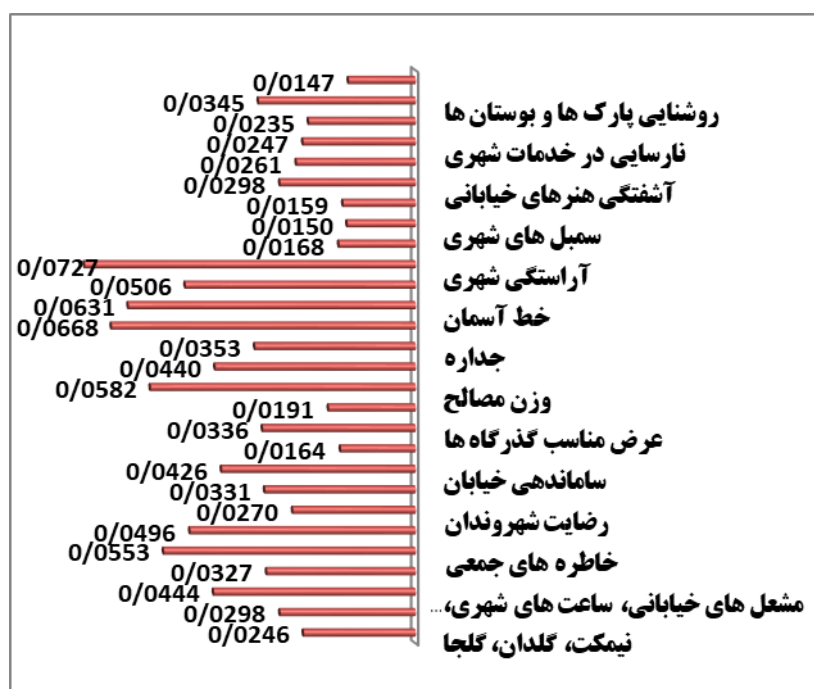 0/0147
0/0345
روشنایی پارک ها و بوستان ها
0/0235
0/0247
نارسایی در خدمات شهری
0/0261
0/0298
آشفتگی هنرهای خیابانی
0/0159
0/0150
سمبل های شهری
0/0168
0/0727
آراستگی شهری
0/0506
0/0631
خط آسمان
0/0668
0/0353
جداره
0/0440
0/0582
وزن مصالح
0/0191
0/0336
عرض مناسب گذرگاه ها
0/0164
0/0426
ساماندهی خیابان
0/0331
0/0270
رضایت شهروندان
0/0496
0/0553
خاطره های جمعی
0/0327
0/0444
مشعل های خیابانی، ساعت های شهری،...
0/0298
0/0246
نیمکت، گلدان، گلجا